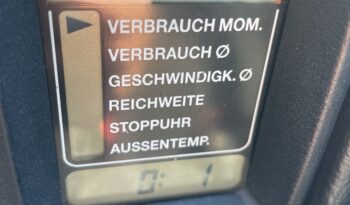 VERBRAUCH MOM.
VERBRAUCH Ø
GESCHWINDIGK. Ø
REICHWEITE
STOPPUHR
AUSSENTEMP.
0: 1